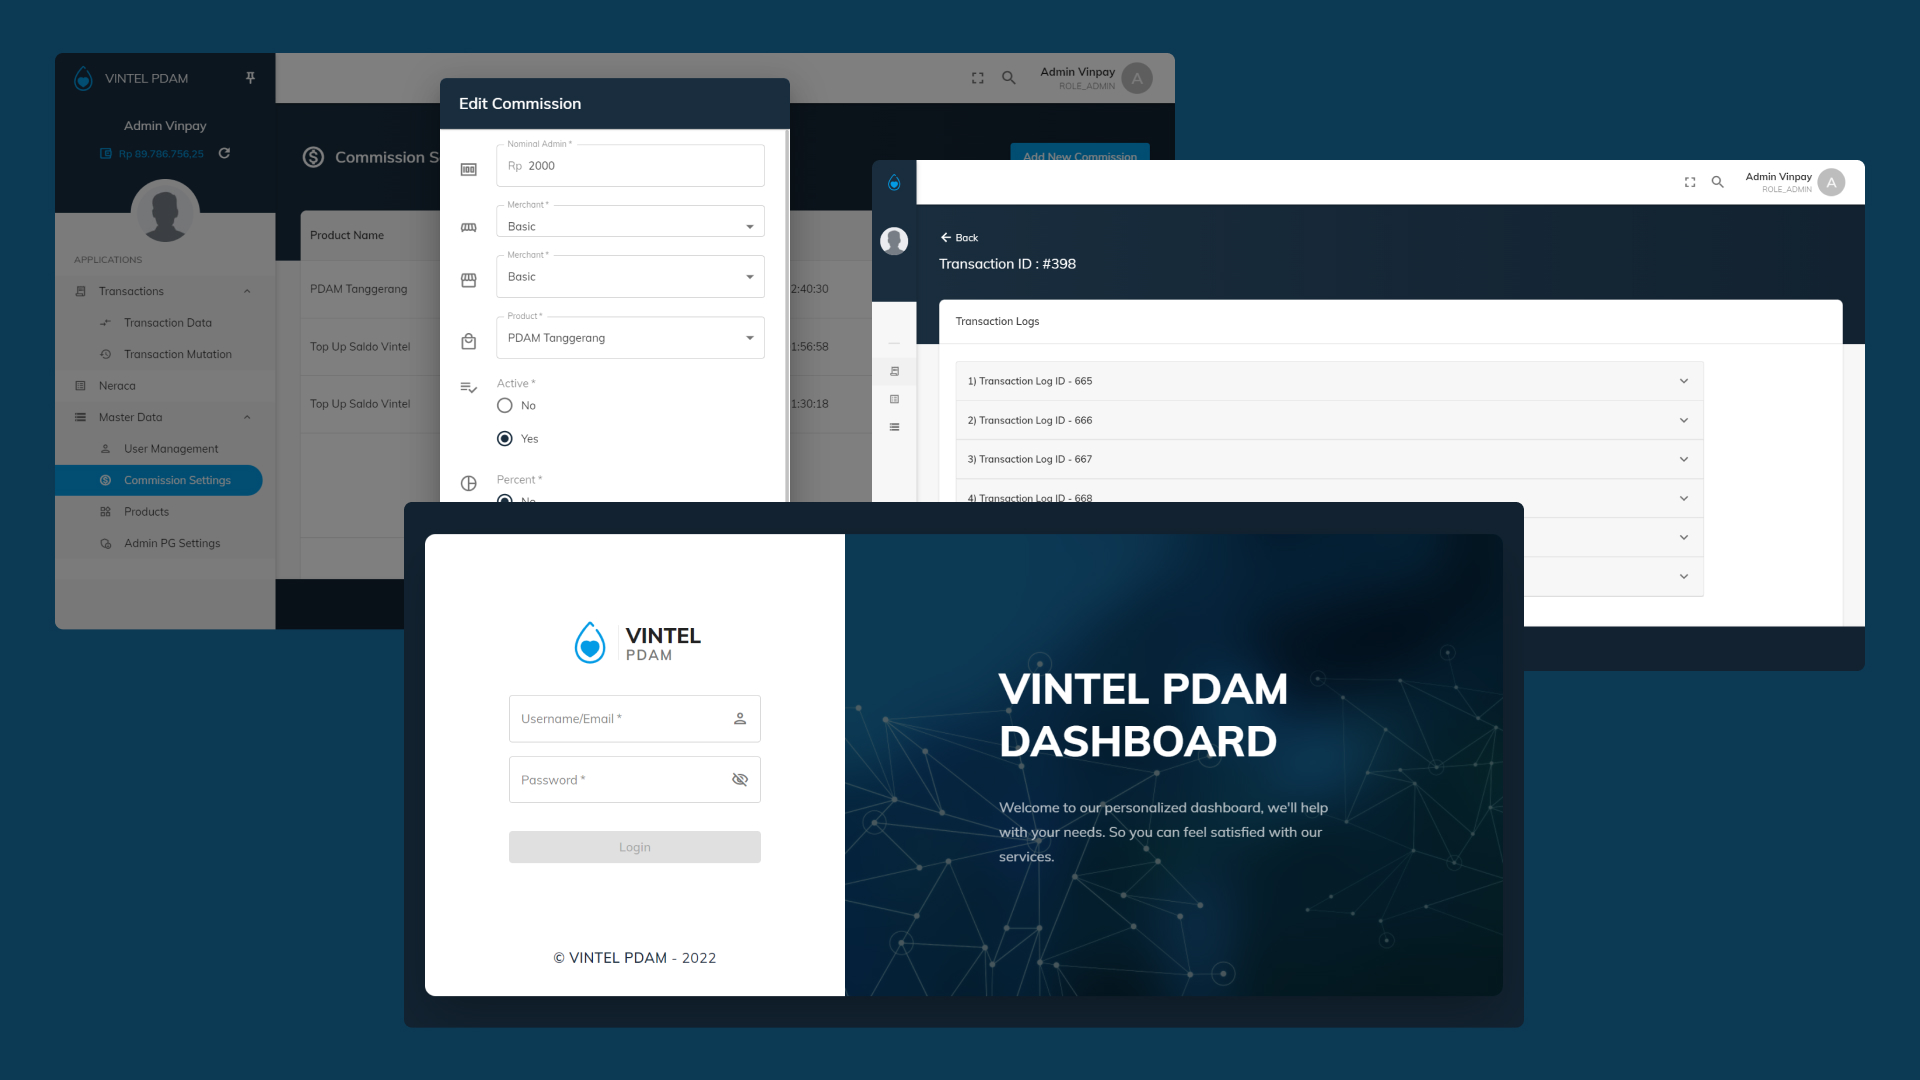 VINTEL PDAM
Admin Vinpay
Rp 89.786.756,25
APPLICATIONS
Transactions
Transaction Data
Transaction Mutation
Neraca
Master Data
User Management
Commission Settings
Products
Admin PG Settings
Admin Vinpay
ROLE_ADMIN
A
Commission S
Add New Commission
Product Name
PDAM Tanggerang
2:40:30
Top Up Saldo Vintel
1:56:58
Top Up Saldo Vintel
1:30:18
Edit Commission
Nominal Admin *
Rp 2000
Merchant *
Basic
Merchant *
Basic
Product *
PDAM Tanggerang
Active *
No
Yes
Percent *
No
Admin Vinpay
ROLE_ADMIN
A
Back
Transaction ID : #398
Transaction Logs
1) Transaction Log ID - 665
2) Transaction Log ID - 666
3) Transaction Log ID - 667
4) Transaction Log ID - 668
VINTEL
PDAM
Username/Email *
Password *
Login
© VINTEL PDAM - 2022
VINTEL PDAM
DASHBOARD
Welcome to our personalized dashboard, we'll help
with your needs. So you can feel satisfied with our
services.